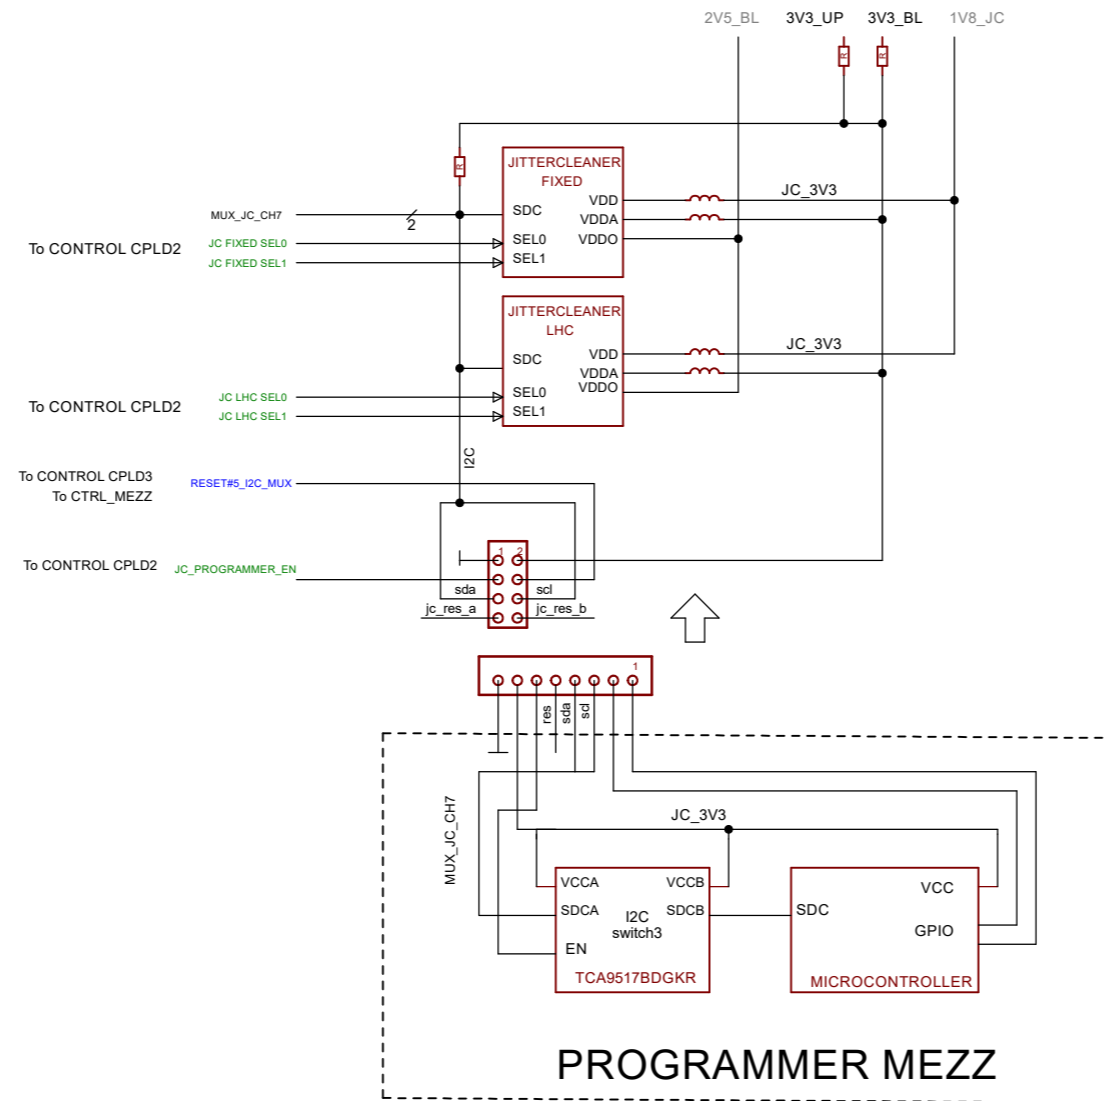 2V5_BL 3V3_UP 3V3_BL 1V8_JC
R R
R
JITTERCLEANER
FIXED
MUX_JC_CH7
2
SDC
VDD
JC_3V3
VDDA
To CONTROL CPLD2
JC FIXED SEL0
SEL0
VDDO
JC FIXED SEL1
SEL1
JITTERCLEANER
LHC
SDC
VDD
JC_3V3
VDDA
VDDO
To CONTROL CPLD2
JC LHC SEL0
SEL0
JC LHC SEL1
SEL1
I2C
To CONTROL CPLD3
To CTRL_MEZZ
RESET#5_I2C_MUX
1 2
To CONTROL CPLD2
JC_PROGRAMMER_EN
sda scl
jc_res_a jc_res_b
1
res
sda
scl
MUX_JC_CH7
JC_3V3
VCCA VCCB
SDCA SDCB
I2C
switch3
EN
TCA9517BDGKR
VCC
SDC
GPIO
MICROCONTROLLER
PROGRAMMER MEZZ